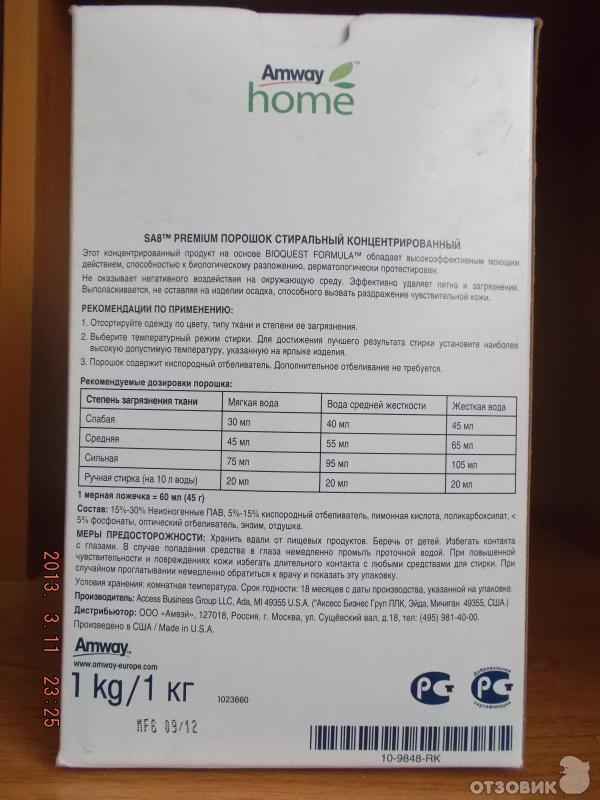 Amway™
home
SA8™ PREMIUM ПОРОШОК СТИРАЛЬНЫЙ КОНЦЕНТРИРОВАННЫЙ
Этот концентрированный продукт на основе BIOQUEST FORMULA™ обладает высокоэффективным моющим
действием, способностью к биологическому разложению, дерматологически протестирован.
Не оказывает негативного воздействия на окружающую среду. Эффективно удаляет пятна и загрязнения.
Выполаскивается, не оставляя на изделии осадка, способного вызвать раздражение чувствительной кожи.
РЕКОМЕНДАЦИИ ПО ПРИМЕНЕНИЮ:
1. Отсортируйте одежду по цвету, типу ткани и степени ее загрязнения.
2. Выберите температурный режим стирки. Для достижения лучшего результата стирки установите наиболее
высокую допустимую температуру, указанную на ярлыке изделия.
3. Порошок содержит кислородный отбеливатель. Дополнительное отбеливание не требуется.
Рекомендуемые дозировки порошка:
Степень загрязнения ткани Мягкая вода Вода средней жесткости Жесткая вода
Слабая 30 мл 40 мл 45 мл
Средняя 45 мл 55 мл 65 мл
Сильная 75 мл 95 мл 105 мл
Ручная стирка (на 10 л воды) 20 мл 20 мл 20 мл
1 мерная ложечка = 60 мл (45 г)
Состав: 15%-30% Неионогенные ПАВ, 5%-15% кислородный отбеливатель, лимонная кислота, поликарбоксилат, <
5% фосфонаты, оптический отбеливатель, энзим, отдушка.
МЕРЫ ПРЕДОСТОРОЖНОСТИ: Хранить вдали от пищевых продуктов. Беречь от детей. Избегать контакта
с глазами. В случае попадания средства в глаза немедленно промыть проточной водой. При повышенной
чувствительности и повреждениях кожи избегать длительного контакта с любыми средствами для стирки. При
случайном проглатывании немедленно обратиться к врачу и показать эту упаковку.
Условия хранения: комнатная температура. Срок годности: 18 месяцев с даты производства, указанной на упаковке.
Производитель: Access Business Group LLC, Ada, MI 49355 U.S.A. ("Аксесс Бизнес Груп ЛЛК, Эйда, Мичиган 49355, США.)
Дистрибьютор: ООО «Амвэй», 127018, Россия, г. Москва, ул. Сущёвский вал, д.18, тел: (495) 981-40-00.
Произведено в США / Made in U.S.A.
Amway™
www.amway-europe.com
1 kg/1 кг
1023660
РСТ
Добровольная
РСТ
сертификация
MFG 09/12
10-9848-RK
2013. 3.11 23:25
ОТЗОВИК